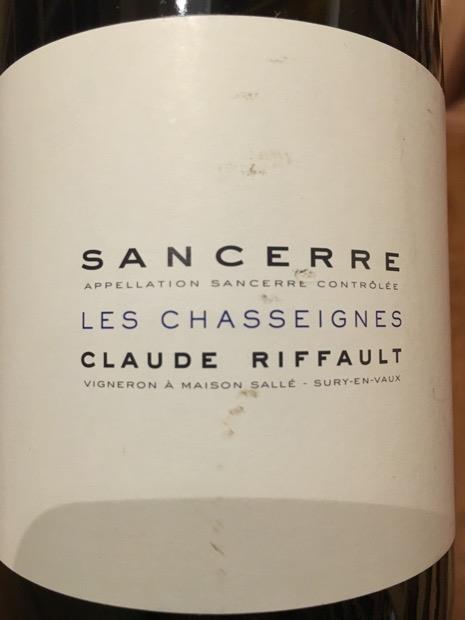 SANCERRE
APPELLATION SANCERRE CONTRÔLÉE
LES CHASSEIGNES
CLAUDE RIFFAULT
VIGNERON À MAISON SALLÉ - SURY-EN-VAUX